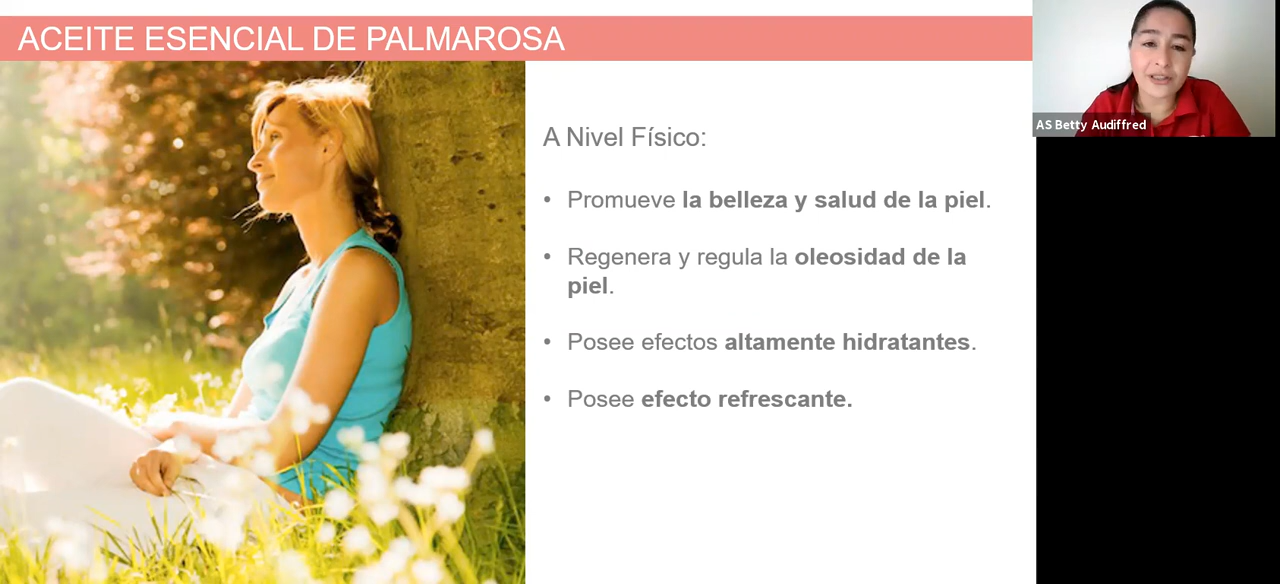 ACEITE ESENCIAL DE PALMAROSA
AS Betty Audiffred
A Nivel Físico:
• Promueve la belleza y salud de la piel.
• Regenera y regula la oleosidad de la
piel.
• Posee efectos altamente hidratantes.
• Posee efecto refrescante.